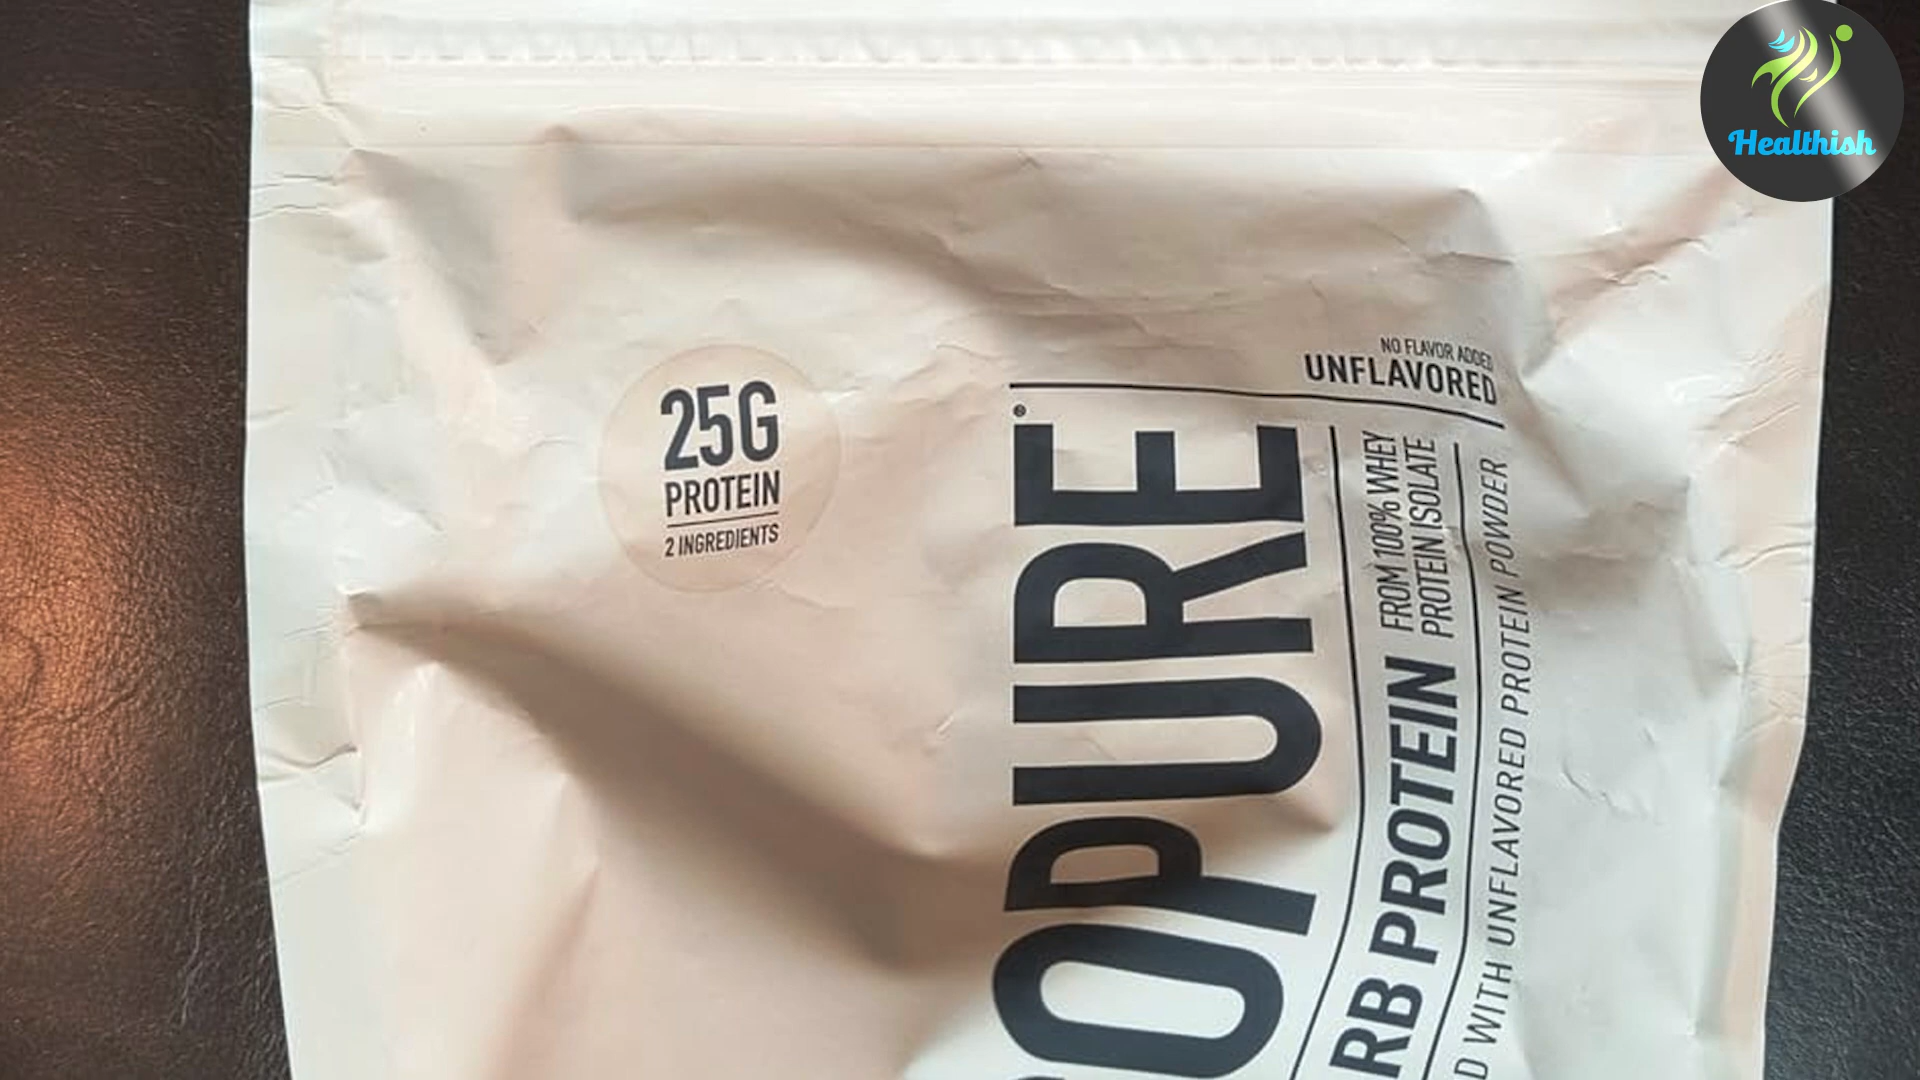 Healthish
25G
PROTEIN
2 INGREDIENTS
NO FLAVOR ADDED
UNFLAVORED
OPURE®
RB PROTEIN
FROM 100% WHEY
PROTEIN ISOLATE
D WITH UNFLAVORED PROTEIN POWDER